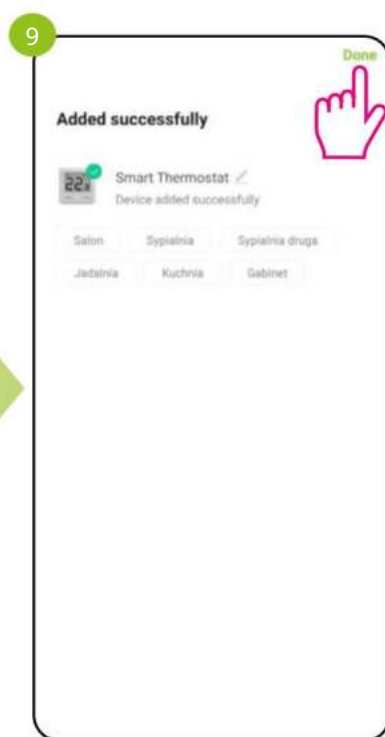 9
Done
Added successfully
Smart Thermostat
Device added successfully
Salon Sypialnia Sypialnia druga
Jadalnia Kuchnia Gabinet